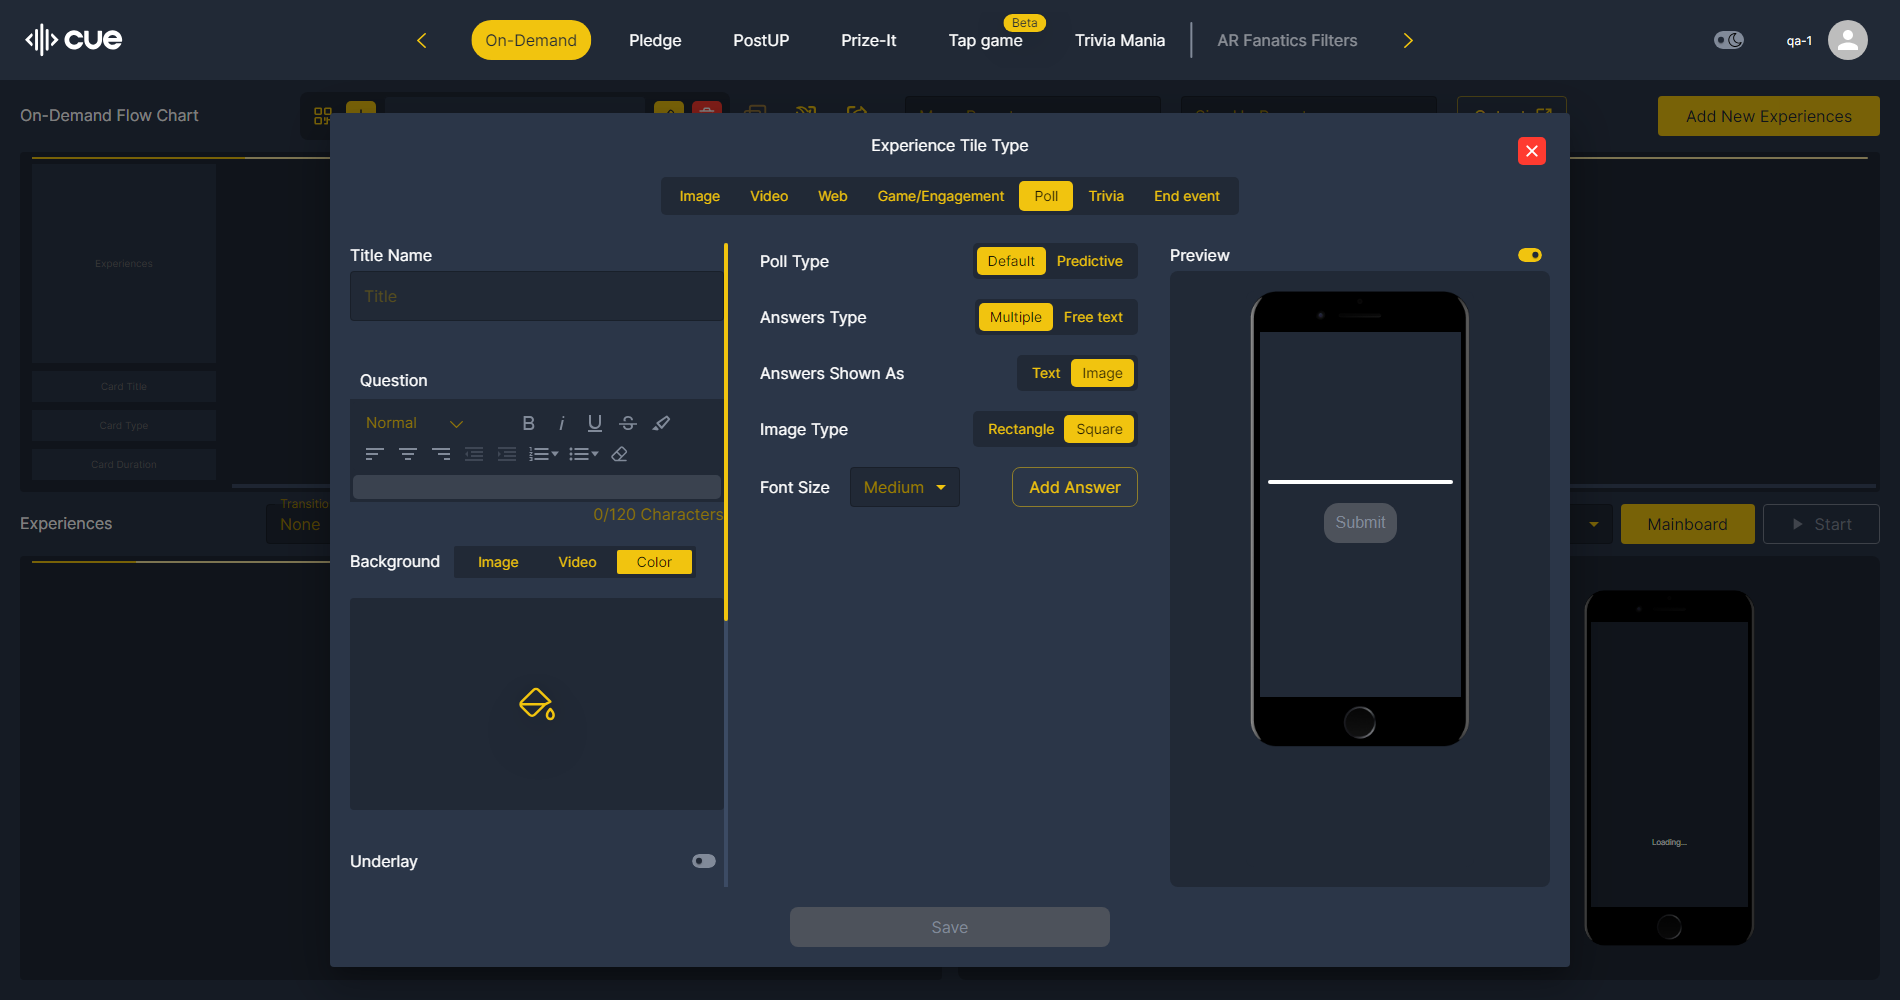 cue
On-Demand
Pledge
PostUP
Prize-It
Tap game
Beta
Trivia Mania
AR Fanatics Filters
qa-1
On-Demand Flow Chart
Add New Experiences
Experience Tile Type
Image
Video
Web
Game/Engagement
Poll
Trivia
End event
Title Name
Title
Question
Normal
B i U S
0/120 Characters
Background
Image
Video
Color
Underlay
Poll Type
Default
Predictive
Answers Type
Multiple
Free text
Answers Shown As
Text
Image
Image Type
Rectangle
Square
Font Size
Medium
Add Answer
Preview
Submit
Save
Experiences
Card Title
Card Type
Card Duration
Experiences
Transitio
None
Mainboard
Start
Loading...